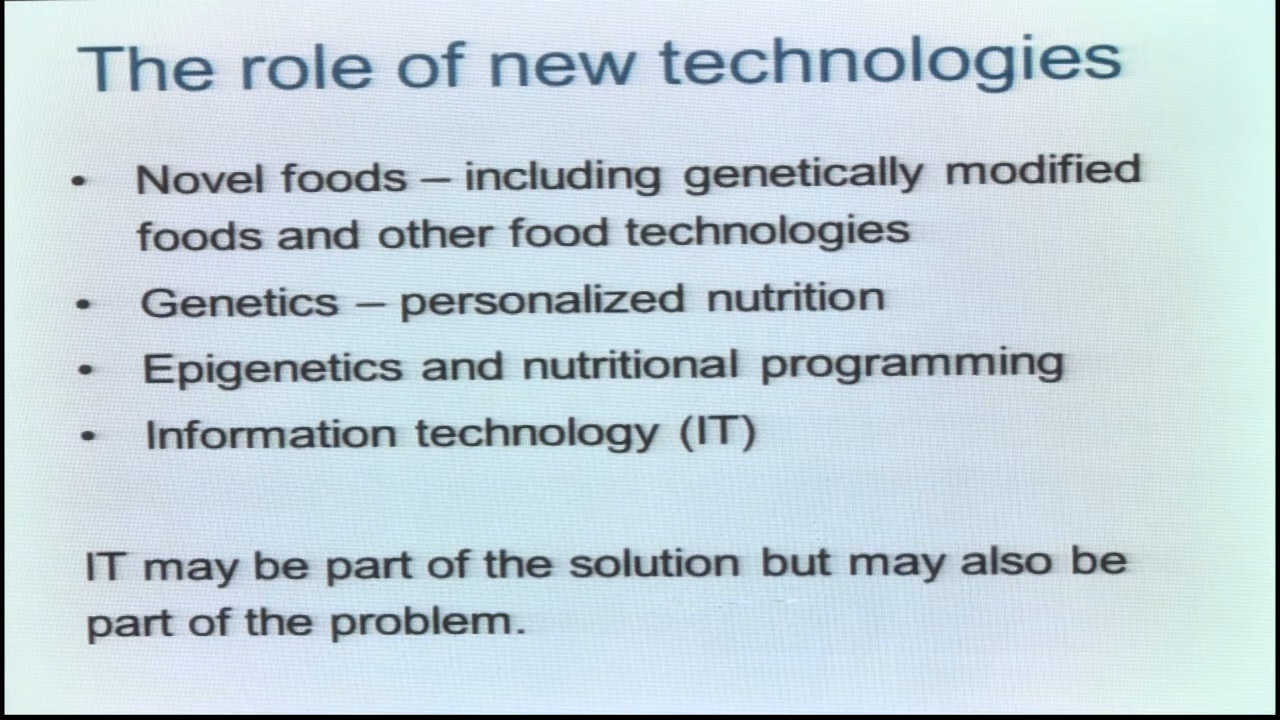 The role of new technologies
• Novel foods – including genetically modified
foods and other food technologies
• Genetics – personalized nutrition
• Epigenetics and nutritional programming
• Information technology (IT)
IT may be part of the solution but may also be
part of the problem.